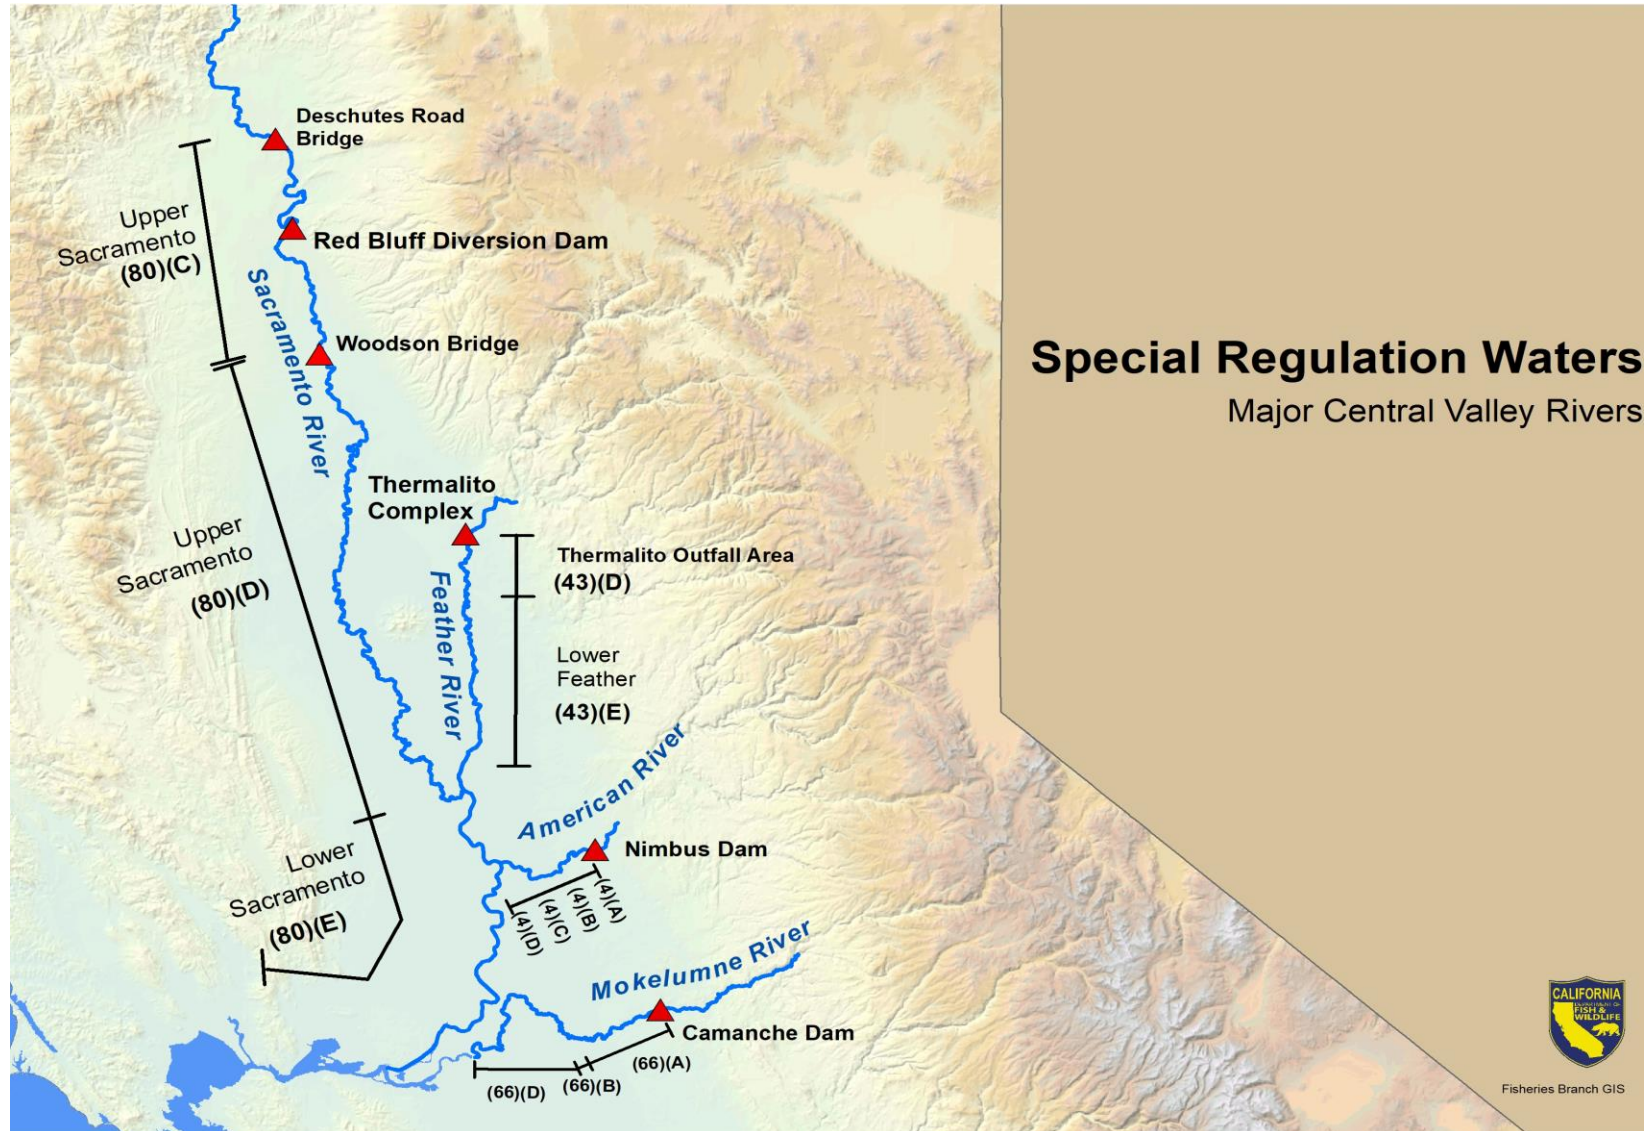 Deschutes Road
Bridge
Upper
Sacramento
(80)(C)
Red Bluff Diversion Dam
Sacramento River
Woodson Bridge
Special Regulation Waters
Major Central Valley Rivers
Thermalito
Complex
Upper
Sacramento
(80)(D)
Thermalito Outfall Area
(43)(D)
Feather River
Lower
Feather
(43)(E)
American River
Nimbus Dam
Lower
Sacramento
(80)(E)
(4)(A)
(4)(B)
(4)(C)
(4)(D)
Mokelumne River
Camanche Dam
(66)(A)
(66)(B)
(66)(D)
CALIFORNIA
DEPARTMENT OF
FISH &
WILDLIFE
Fisheries Branch GIS